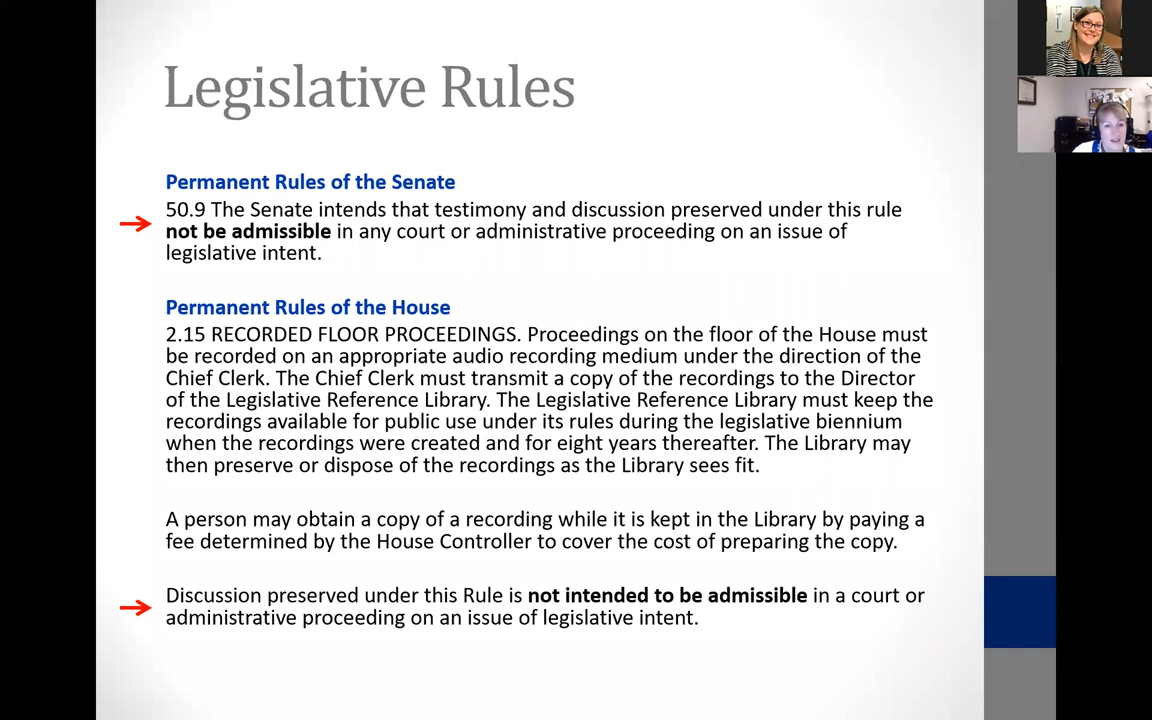 Legislative Rules
Permanent Rules of the Senate
50.9 The Senate intends that testimony and discussion preserved under this rule
not be admissible in any court or administrative proceeding on an issue of
legislative intent.
Permanent Rules of the House
2.15 RECORDED FLOOR PROCEEDINGS. Proceedings on the floor of the House must
be recorded on an appropriate audio recording medium under the direction of the
Chief Clerk. The Chief Clerk must transmit a copy of the recordings to the Director
of the Legislative Reference Library. The Legislative Reference Library must keep the
recordings available for public use under its rules during the legislative biennium
when the recordings were created and for eight years thereafter. The Library may
then preserve or dispose of the recordings as the Library sees fit.
A person may obtain a copy of a recording while it is kept in the Library by paying a
fee determined by the House Controller to cover the cost of preparing the copy.
Discussion preserved under this Rule is not intended to be admissible in a court or
administrative proceeding on an issue of legislative intent.